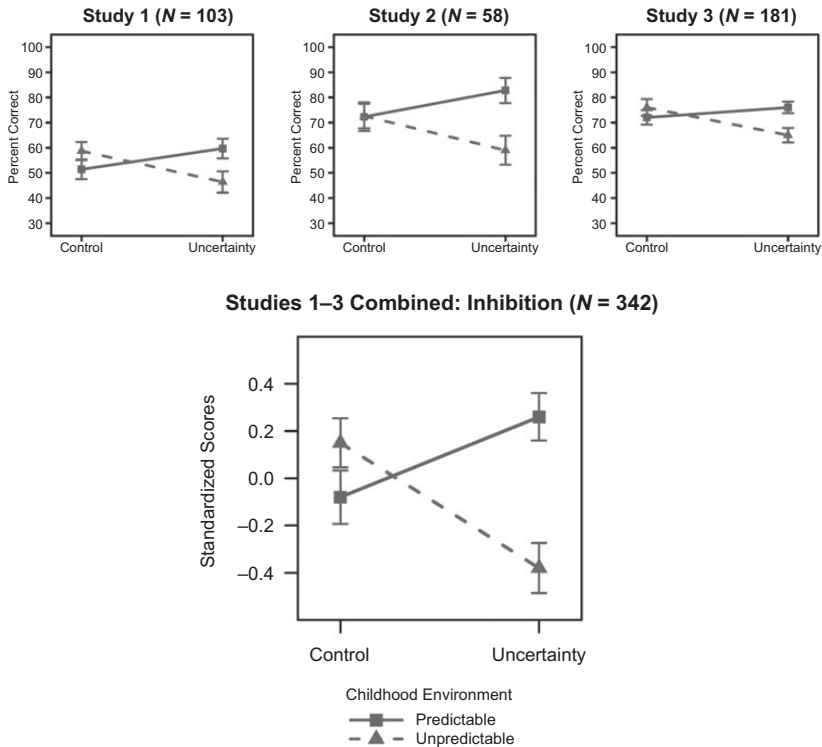 Study 1 (N = 103)
Study 2 (N = 58)
Study 3 (N = 181)
Percent Correct
100
90
80
70
60
50
40
30
Control
Uncertainty
Percent Correct
100
90
80
70
60
50
40
30
Control
Uncertainty
Percent Correct
100
90
80
70
60
50
40
30
Control
Uncertainty
Studies 1–3 Combined: Inhibition (N = 342)
Standardized Scores
0.4
0.2
0.0
–0.2
–0.4
Control
Uncertainty
Childhood Environment
Predictable
Unpredictable